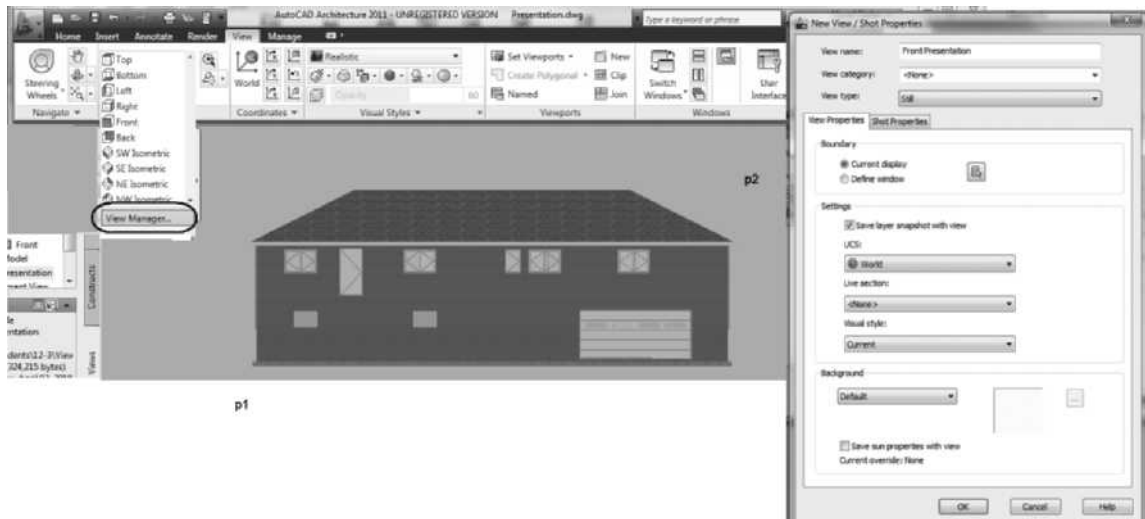 AutoCAD Architecture 2011 - UNREGISTERED VERSION Presentation.dwg
Type a keyword or phrase
Home Insert Annotate Render View Manage
Steering Wheels
Navigate
Top
Bottom
Left
Right
Front
Back
SW Isometric
SE Isometric
NE Isometric
NW Isometric
View Manager...
World
Coordinates
Realistic
Opacity 60
Visual Styles
Set Viewports
Create Polygonal
Named
New
Clip
Join
Viewports
Switch Windows
Windows
User Interface
Front
Model
Constructs
Views
p1
p2
New View / Shot Properties
View name: Front Presentation
View category: <None>
View type: Still
View Properties Shot Properties
Boundary
Current display
Define window
Settings
Save layer snapshot with view
UCS:
World
Live section:
<None>
Visual style:
Current
Background
Default
Save sun properties with view
Current override: None
OK Cancel Help